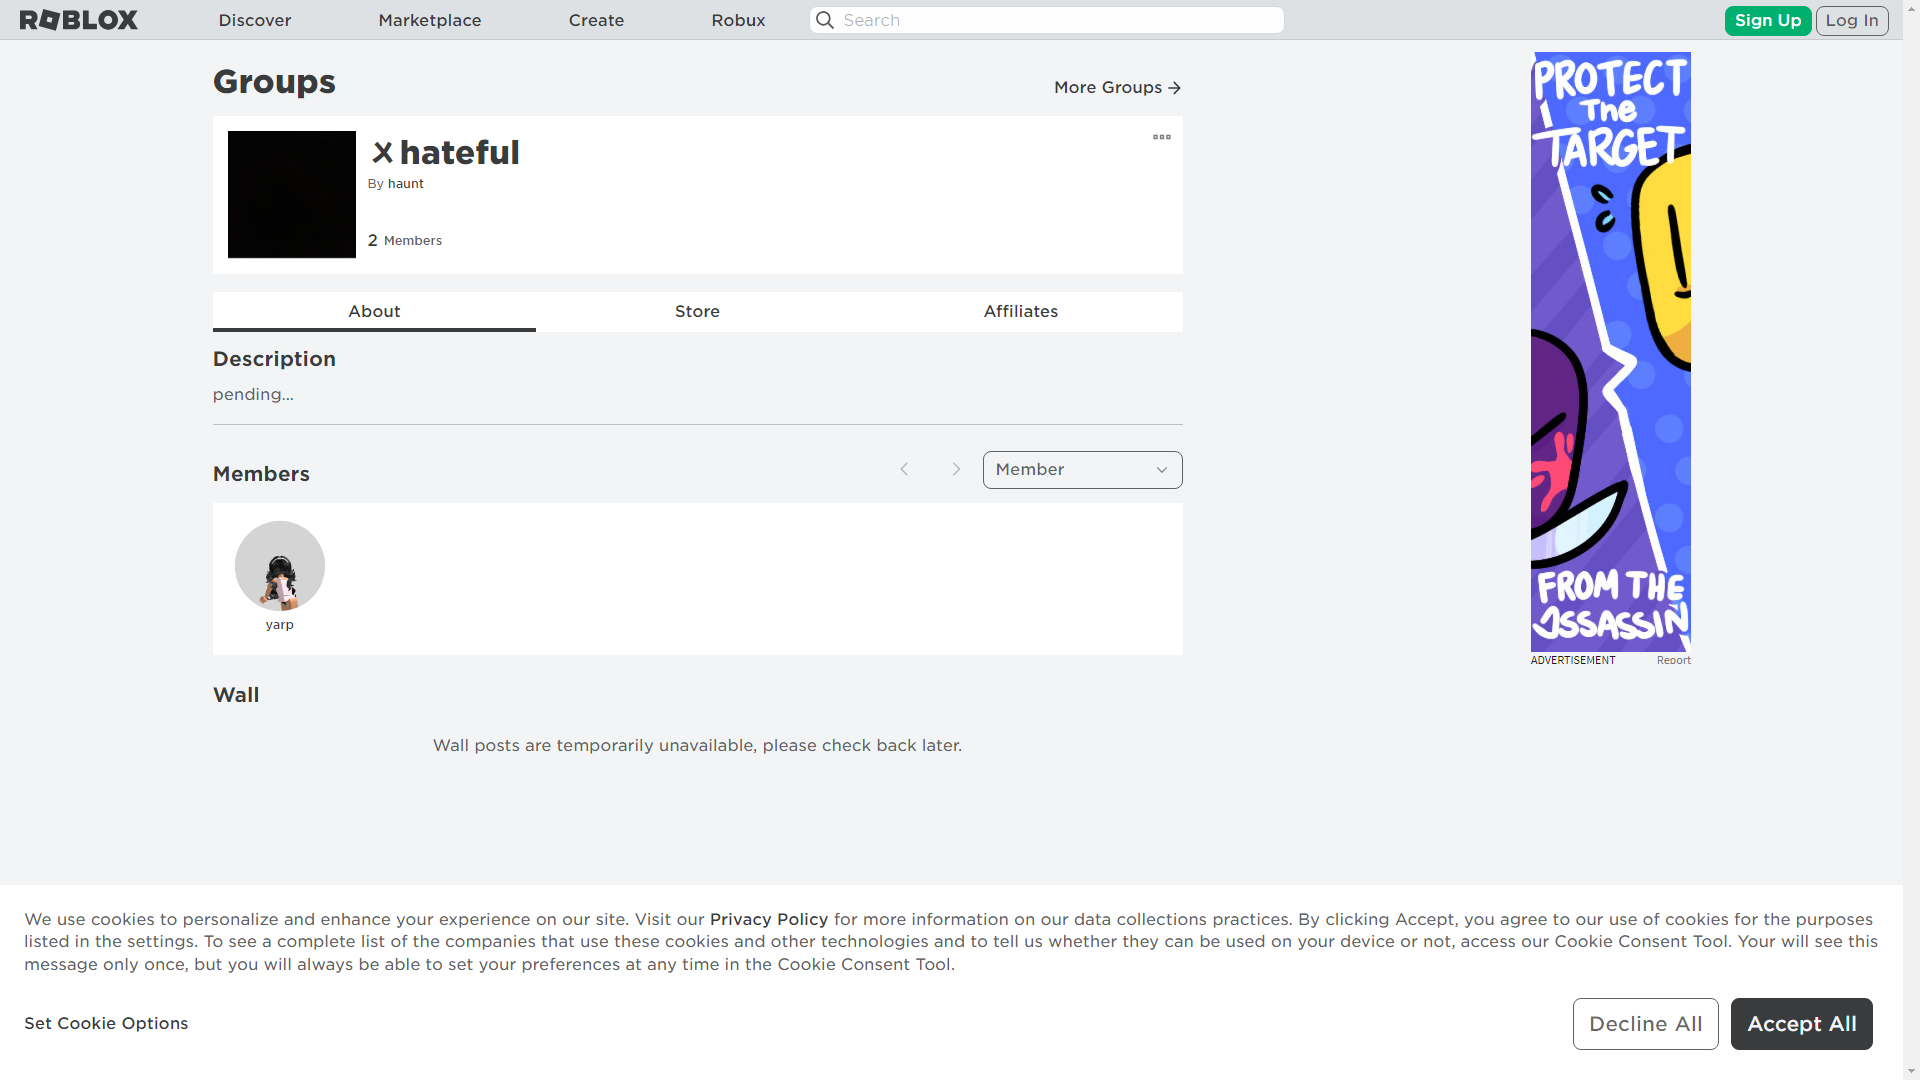 ROBLOX
Discover
Marketplace
Create
Robux
Search
Sign Up
Log In
Groups
More Groups
hateful
By haunt
2 Members
About
Store
Affiliates
Description
pending...
Members
Member
yarp
Wall
Wall posts are temporarily unavailable, please check back later.
PROTECT
The
TARGET
FROM THE
ASSASSIN
ADVERTISEMENT
Report
We use cookies to personalize and enhance your experience on our site. Visit our Privacy Policy for more information on our data collections practices. By clicking Accept, you agree to our use of cookies for the purposes
listed in the settings. To see a complete list of the companies that use these cookies and other technologies and to tell us whether they can be used on your device or not, access our Cookie Consent Tool. Your will see this
message only once, but you will always be able to set your preferences at any time in the Cookie Consent Tool.
Set Cookie Options
Decline All
Accept All